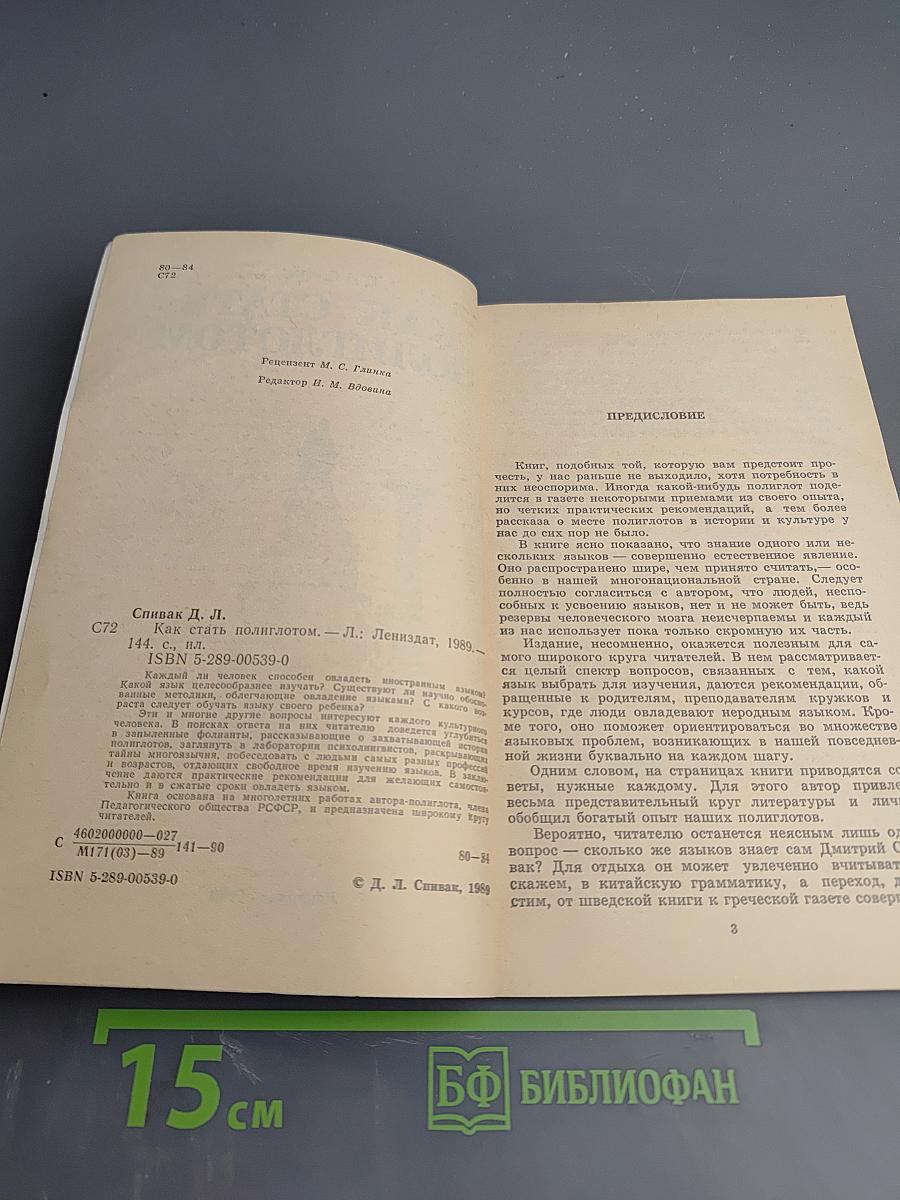 80—84
С72
Рецензент М. С. Глинка
Редактор И. М. Вдовина
Спивак Д. Л.
С72 Как стать полиглотом. — Л.: Лениздат, 1989.—
144. с., ил.
ISBN 5-289-00539-0
Каждый ли человек способен овладеть иностранным языком?
Какой язык целесообразнее изучать? Существуют ли научно обосно-
ванные методики, облегчающие овладение языками? С какого воз-
раста следует обучать языку своего ребенка?
Эти и многие другие вопросы интересуют каждого культурного
человека. В поисках ответа на них читателю доведется углубиться
в запыленные фолианты, рассказывающие о захватывающей истории
полиглотов, заглянуть в лаборатории психолингвистов, раскрывающих
тайны многоязычия, побеседовать с людьми самых разных профессий
и возрастов, отдающих свободное время изучению языков. В заклю-
чение даются практические рекомендации для желающих самостоя-
тельно и в сжатые сроки овладеть языком.
Книга основана на многолетних работах автора-полиглота, члена
Педагогического общества РСФСР, и предназначена широкому кругу
читателей.
С 4602000000—027
М171(03)—89 141—90
80—84
ISBN 5-289-00539-0
© Д. Л. Спивак, 1989
ПРЕДИСЛОВИЕ
Книг, подобных той, которую вам предстоит про-
честь, у нас раньше не выходило, хотя потребность в
них неоспорима. Иногда какой-нибудь полиглот поде-
лится в газете некоторыми приемами из своего опыта,
но четких практических рекомендаций, а тем более
рассказа о месте полиглотов в истории и культуре у
нас до сих пор не было.
В книге ясно показано, что знание одного или не-
скольких языков — совершенно естественное явление.
Оно распространено шире, чем принято считать,— осо-
бенно в нашей многонациональной стране. Следует
полностью согласиться с автором, что людей, неспо-
собных к усвоению языков, нет и не может быть, ведь
резервы человеческого мозга неисчерпаемы и каждый
из нас использует пока только скромную их часть.
Издание, несомненно, окажется полезным для са-
мого широкого круга читателей. В нем рассматривает-
ся целый спектр вопросов, связанных с тем, какой
язык выбрать для изучения, даются рекомендации, об-
ращенные к родителям, преподавателям кружков и
курсов, где люди овладевают неродным языком. Кро-
ме того, оно поможет ориентироваться во множестве
языковых проблем, возникающих в нашей повседнев-
ной жизни буквально на каждом шагу.
Одним словом, на страницах книги приводятся со
веты, нужные каждому. Для этого автор привле
весьма представительный круг литературы и личн
обобщил богатый опыт наших полиглотов.
Вероятно, читателю останется неясным лишь од
вопрос — сколько же языков знает сам Дмитрий С
вак? Для отдыха он может увлеченно вчитыват
скажем, в китайскую грамматику, а переход, д
стим, от шведской книги к греческой газете совер
3
15 см
БФ БИБЛИОФАН